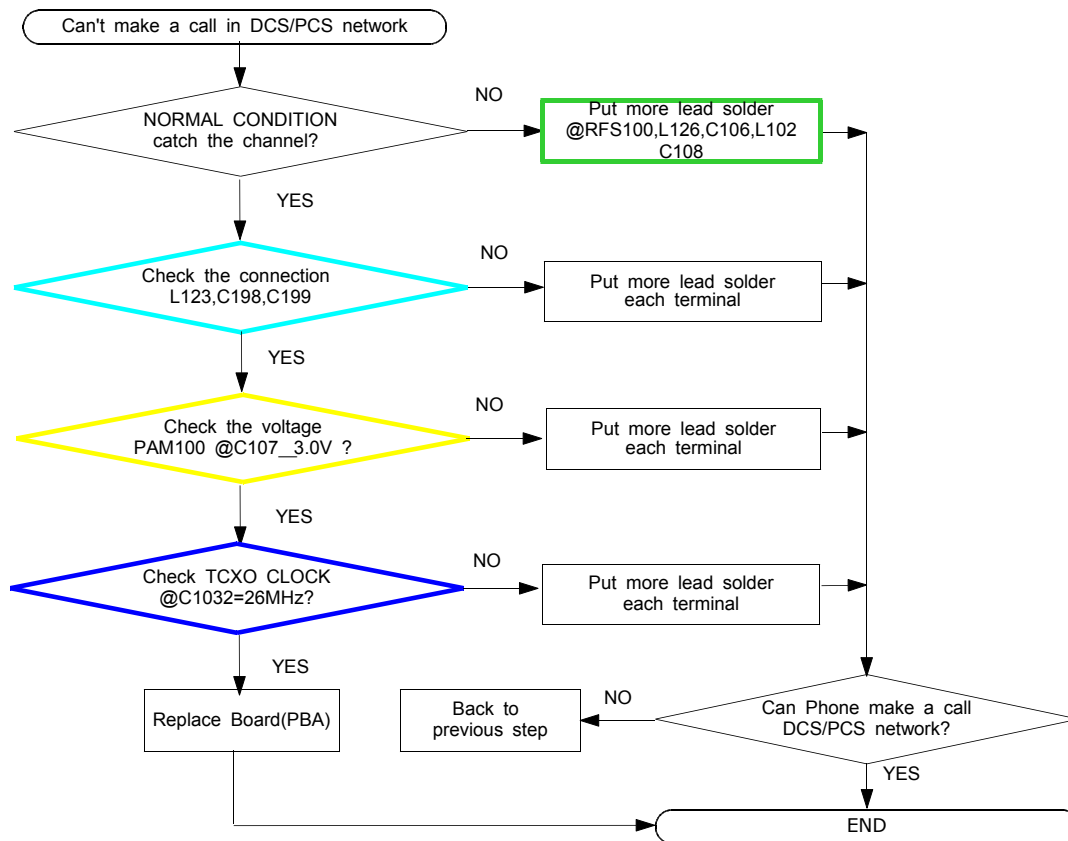 Can't make a call in DCS/PCS network
NORMAL CONDITION
catch the channel?
NO
Put more lead solder
@RFS100,L126,C106,L102
C108
YES
Check the connection
L123,C198,C199
NO
Put more lead solder
each terminal
YES
Check the voltage
PAM100 @C107__3.0V ?
NO
Put more lead solder
each terminal
YES
Check TCXO CLOCK
@C1032=26MHz?
NO
Put more lead solder
each terminal
YES
Replace Board(PBA)
Back to
previous step
NO
Can Phone make a call
DCS/PCS network?
YES
END